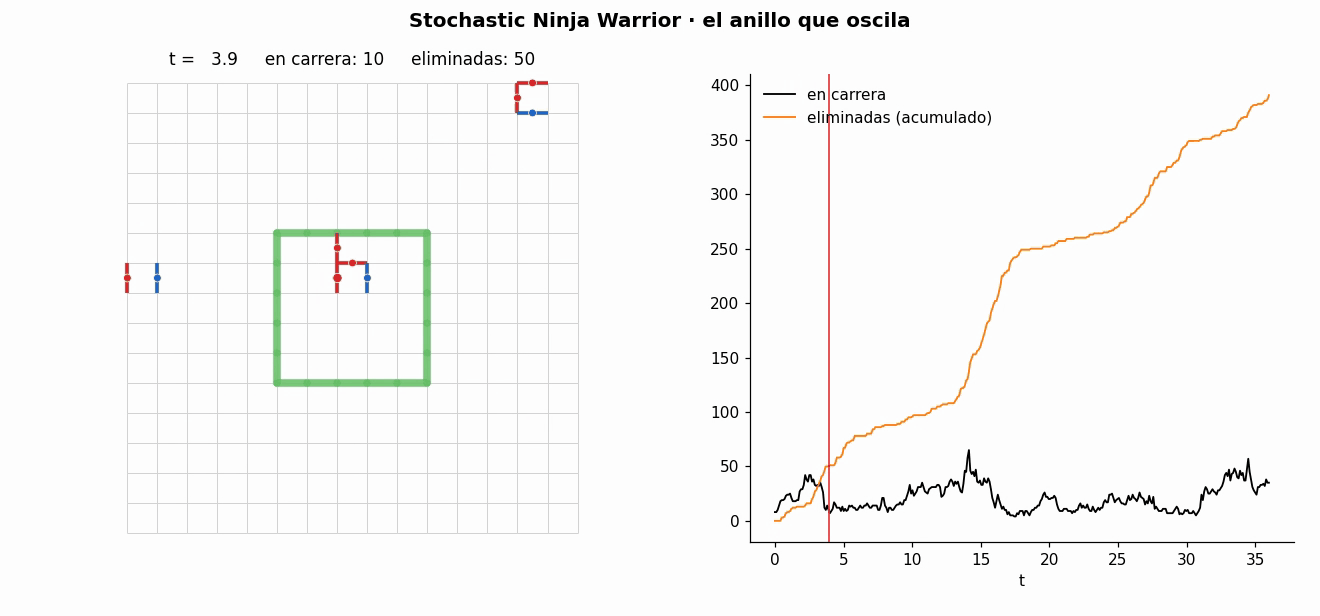 Stochastic Ninja Warrior · el anillo que oscila
t = 3.9 en carrera: 10 eliminadas: 50
en carrera
eliminadas (acumulado)
400
350
300
250
200
150
100
50
0
0 5 10 15 20 25 30 35
t